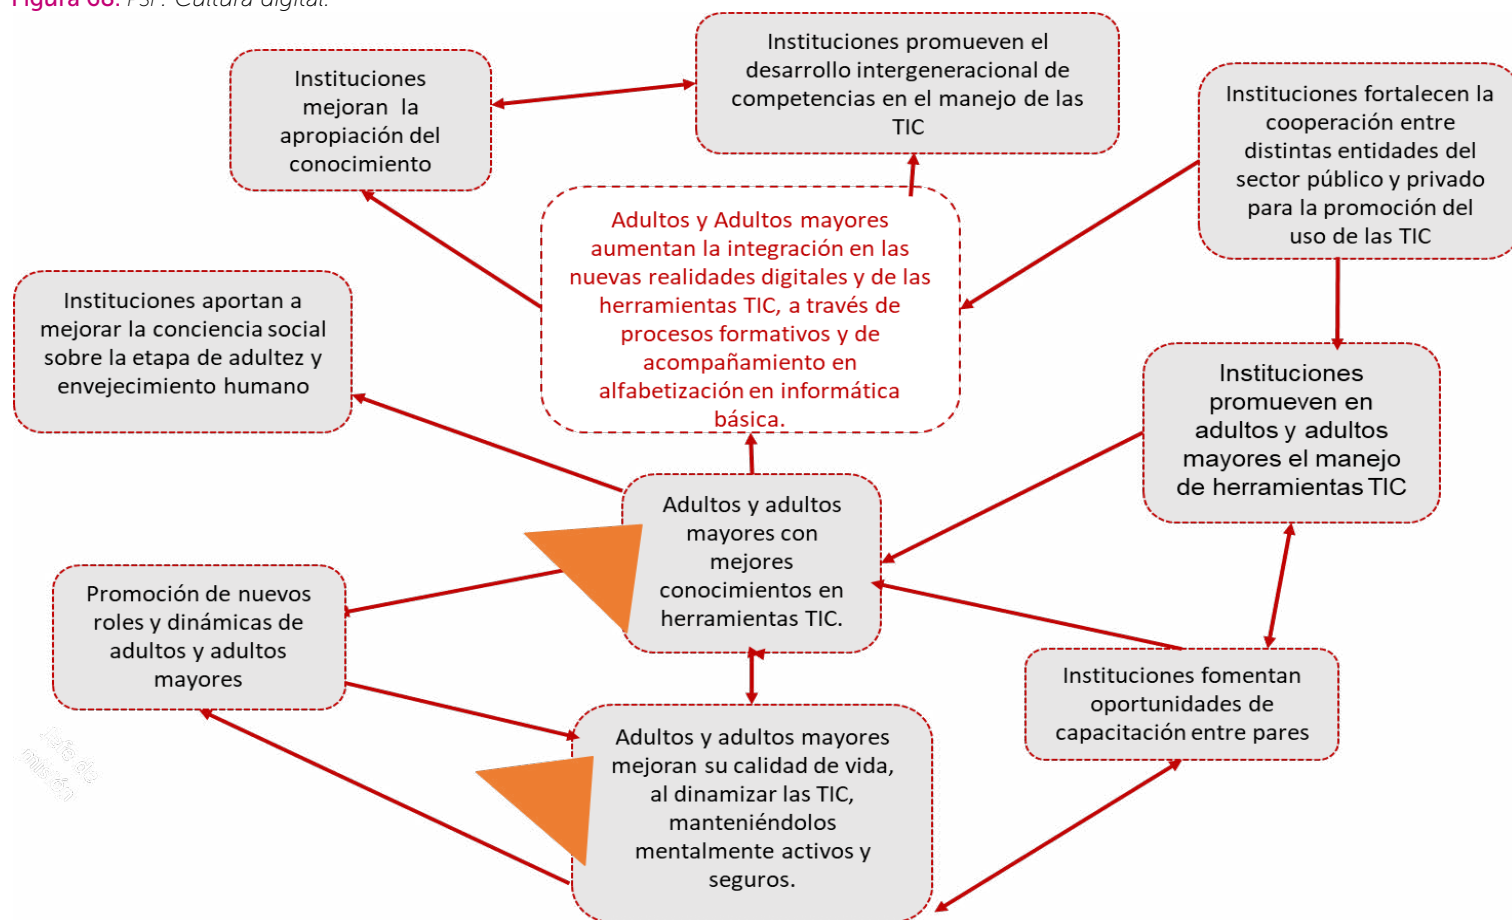 Figura 68. PSF. Cultura digital.
Instituciones
mejoran la
apropiación del
conocimiento
Instituciones promueven el
desarrollo intergeneracional de
competencias en el manejo de las
TIC
Instituciones fortalecen la
cooperación entre
distintas entidades del
sector público y privado
para la promoción del
uso de las TIC
Adultos y Adultos mayores
aumentan la integración en las
nuevas realidades digitales y de las
herramientas TIC, a través de
procesos formativos y de
acompañamiento en
alfabetización en informática
básica.
Instituciones aportan a
mejorar la conciencia social
sobre la etapa de adultez y
envejecimiento humano
Instituciones
promueven en
adultos y adultos
mayores el manejo
de herramientas TIC
Adultos y adultos
mayores con
mejores
conocimientos en
herramientas TIC.
Promoción de nuevos
roles y dinámicas de
adultos y adultos
mayores
Instituciones fomentan
oportunidades de
capacitación entre pares
Adultos y adultos mayores
mejoran su calidad de vida,
al dinamizar las TIC,
manteniéndolos
mentalmente activos y
seguros.